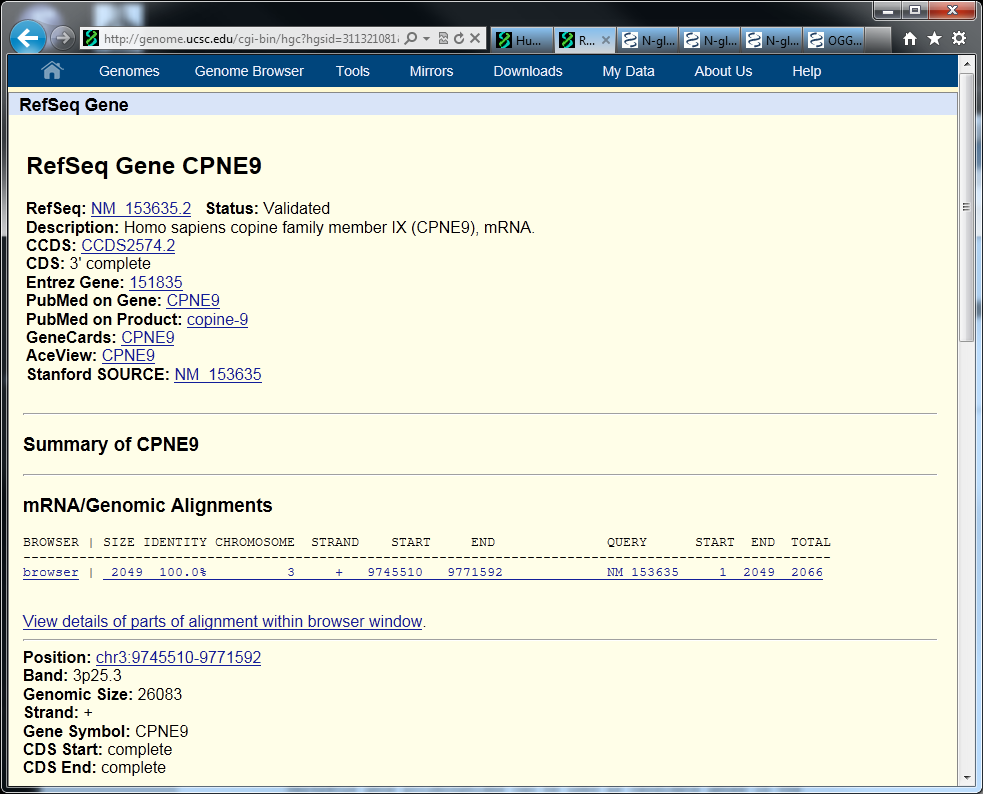 http://genome.ucsc.edu/cgi-bin/hgc?hgsid=311321081
Hu... R... N-gl... N-gl... N-gl... OGG...
Genomes Genome Browser Tools Mirrors Downloads My Data About Us Help
RefSeq Gene
RefSeq Gene CPNE9
RefSeq: NM_153635.2 Status: Validated
Description: Homo sapiens copine family member IX (CPNE9), mRNA.
CCDS: CCDS2574.2
CDS: 3' complete
Entrez Gene: 151835
PubMed on Gene: CPNE9
PubMed on Product: copine-9
GeneCards: CPNE9
AceView: CPNE9
Stanford SOURCE: NM_153635
Summary of CPNE9
mRNA/Genomic Alignments
BROWSER | SIZE IDENTITY CHROMOSOME STRAND START END QUERY START END TOTAL
-----------------------------------------------------------------------------------------------------
browser | 2049 100.0% 3 + 9745510 9771592 NM_153635 1 2049 2066
View details of parts of alignment within browser window.
Position: chr3:9745510-9771592
Band: 3p25.3
Genomic Size: 26083
Strand: +
Gene Symbol: CPNE9
CDS Start: complete
CDS End: complete